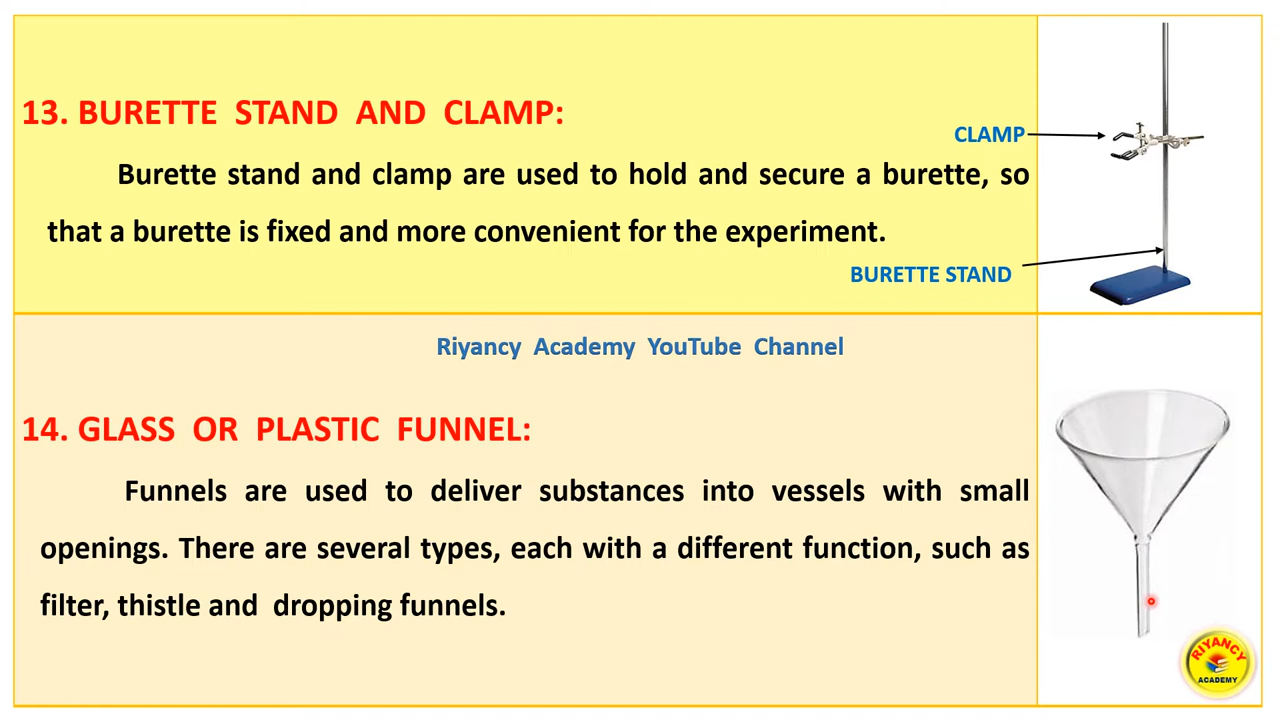 13. BURETTE STAND AND CLAMP:
CLAMP
Burette stand and clamp are used to hold and secure a burette, so
that a burette is fixed and more convenient for the experiment.
BURETTE STAND
Riyancy Academy YouTube Channel
14. GLASS OR PLASTIC FUNNEL:
Funnels are used to deliver substances into vessels with small
openings. There are several types, each with a different function, such as
filter, thistle and dropping funnels.
RIYANCY
ACADEMY